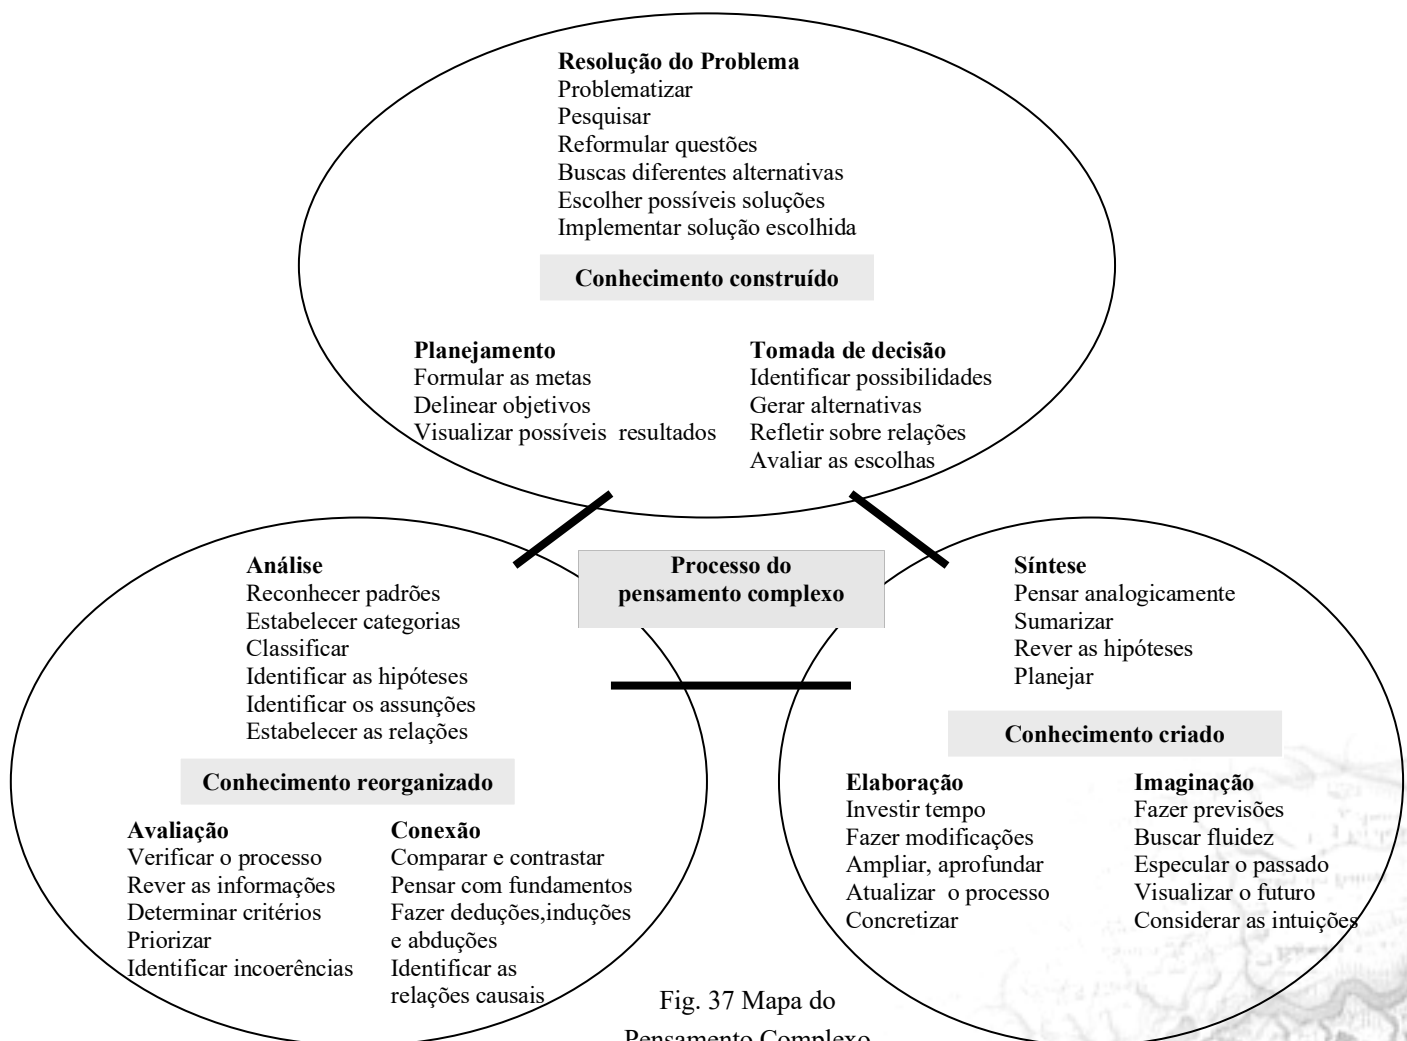 Resolução do Problema
Problematizar
Pesquisar
Reformular questões
Buscas diferentes alternativas
Escolher possíveis soluções
Implementar solução escolhida
Conhecimento construído
Planejamento
Formular as metas
Delinear objetivos
Visualizar possíveis resultados
Tomada de decisão
Identificar possibilidades
Gerar alternativas
Refletir sobre relações
Avaliar as escolhas
Processo do
pensamento complexo
Análise
Reconhecer padrões
Estabelecer categorias
Classificar
Identificar as hipóteses
Identificar os assunções
Estabelecer as relações
Conhecimento reorganizado
Avaliação
Verificar o processo
Rever as informações
Determinar critérios
Priorizar
Identificar incoerências
Conexão
Comparar e contrastar
Pensar com fundamentos
Fazer deduções,induções
e abduções
Identificar as
relações causais
Síntese
Pensar analogicamente
Sumarizar
Rever as hipóteses
Planejar
Conhecimento criado
Elaboração
Investir tempo
Fazer modificações
Ampliar, aprofundar
Atualizar o processo
Concretizar
Imaginação
Fazer previsões
Buscar fluidez
Especular o passado
Visualizar o futuro
Considerar as intuições
Fig. 37 Mapa do
Pensamento Complexo